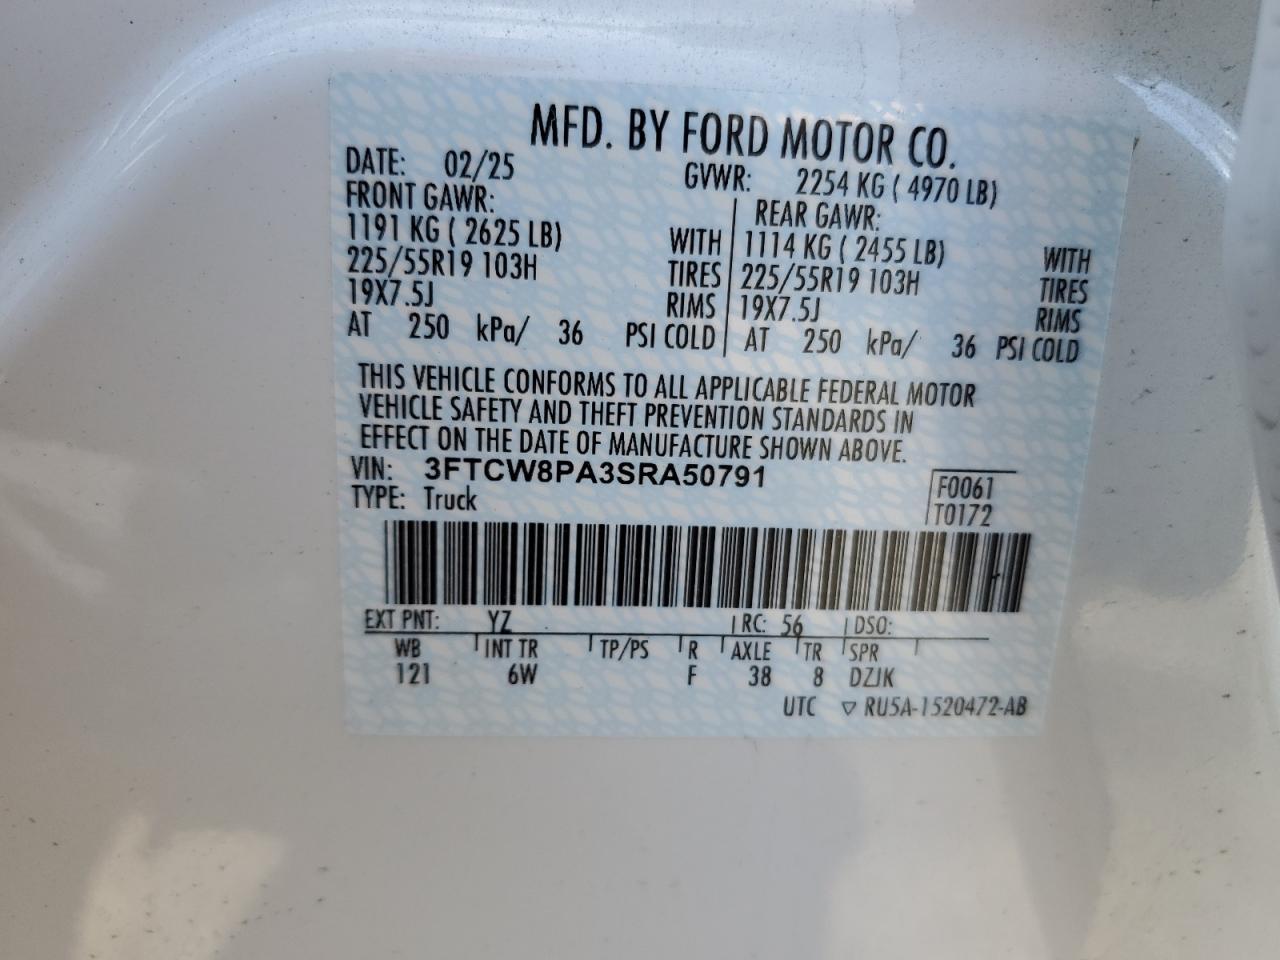 MFD. BY FORD MOTOR CO.
DATE: 02/25 GVWR: 2254 KG ( 4970 LB)
FRONT GAWR: REAR GAWR:
1191 KG ( 2625 LB) WITH 1114 KG ( 2455 LB) WITH
225/55R19 103H TIRES 225/55R19 103H TIRES
19X7.5J RIMS 19X7.5J RIMS
AT 250 kPa/ 36 PSI COLD AT 250 kPa/ 36 PSI COLD
THIS VEHICLE CONFORMS TO ALL APPLICABLE FEDERAL MOTOR
VEHICLE SAFETY AND THEFT PREVENTION STANDARDS IN
EFFECT ON THE DATE OF MANUFACTURE SHOWN ABOVE.
VIN: 3FTCW8PA3SRA50791
TYPE: Truck
F0061
T0172
EXT PNT: YZ RC: 56 DSO:
WB INT TR TP/PS R AXLE TR SPR
121 6W F 38 8 DZJK
UTC ▽ RU5A-1520472-AB